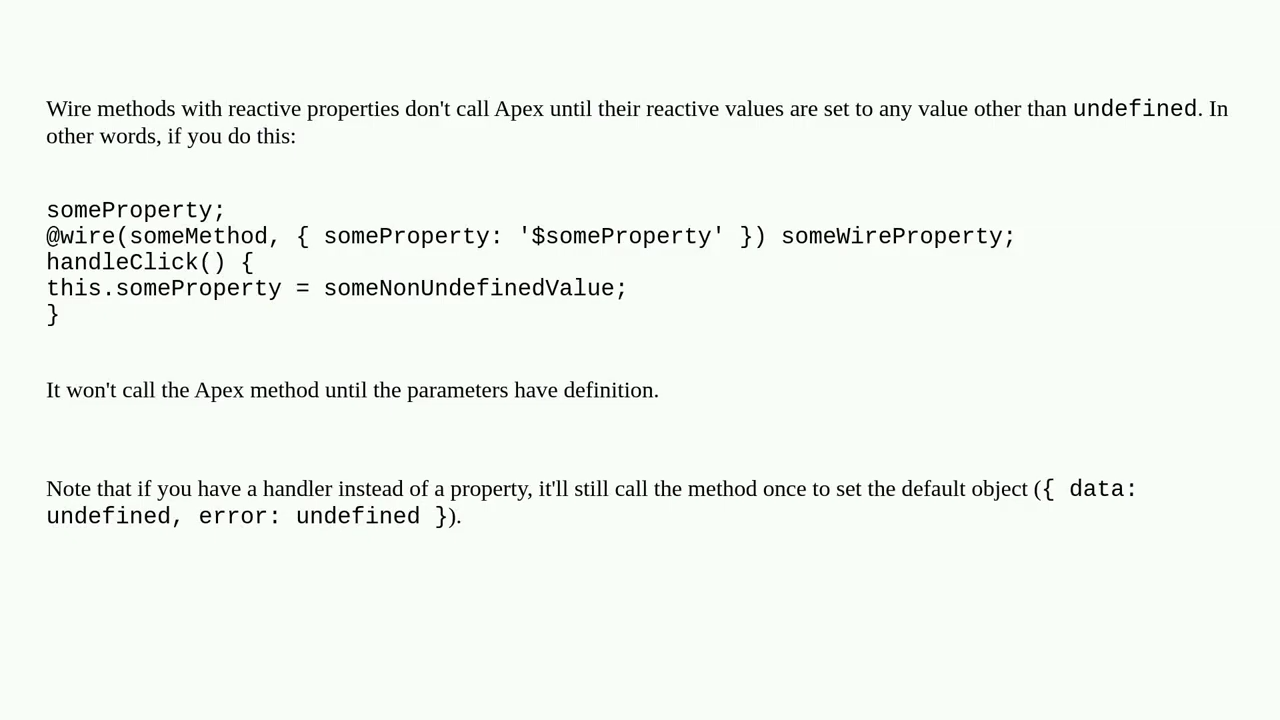 Wire methods with reactive properties don't call Apex until their reactive values are set to any value other than undefined. In
other words, if you do this:
someProperty;
@wire(someMethod, { someProperty: '$someProperty' }) someWireProperty;
handleClick() {
this.someProperty = someNonUndefinedValue;
}
It won't call the Apex method until the parameters have definition.
Note that if you have a handler instead of a property, it'll still call the method once to set the default object ({ data:
undefined, error: undefined }).